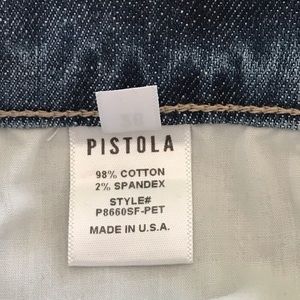 PISTOLA
98% COTTON
2% SPANDEX
STYLE#
P8660SF-PET
MADE IN U.S.A.